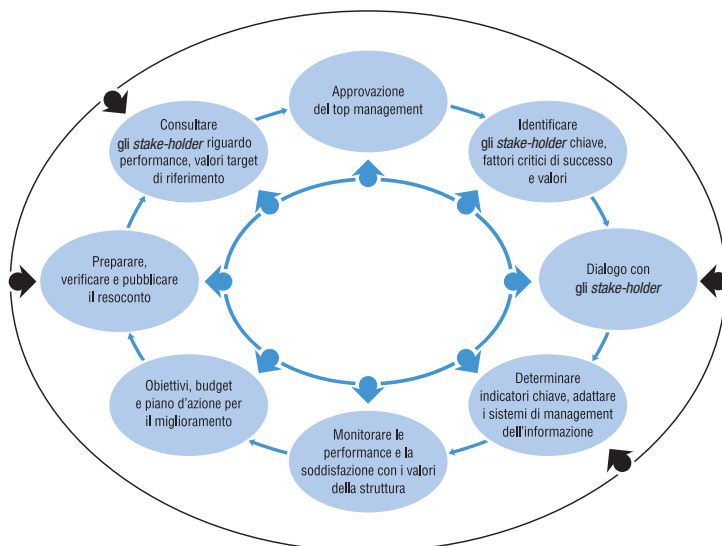 Approvazione
del top management
Identificare
gli stake-holder chiave,
fattori critici di successo
e valori
Dialogo con
gli stake-holder
Determinare
indicatori chiave, adattare
i sistemi di management
dell'informazione
Monitorare le
performance e la
soddisfazione con i valori
della struttura
Obiettivi, budget
e piano d'azione per
il miglioramento
Preparare,
verificare e pubblicare
il resoconto
Consultare
gli stake-holder riguardo
performance, valori target
di riferimento